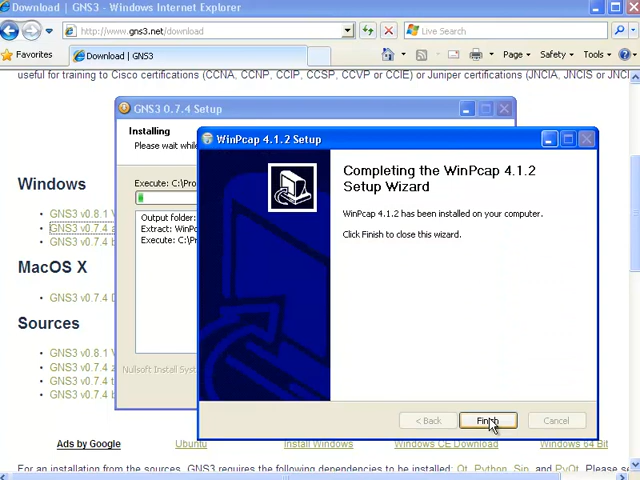 Download | GNS3 - Windows Internet Explorer
http://www.gns3.net/download
Live Search
Favorites
Download | GNS3
Page
Safety
Tools
useful for training to Cisco certifications (CCNA, CCNP, CCIP, CCSP, CCVP or CCIE) or Juniper certifications (JNCIA, JNCIS or JNI
GNS3 0.7.4 Setup
Installing
Please wait while
Execute: C:\Pro
Output folder:
Extract: WinPc
Execute: C:\Pr
Nullsoft Install Syst
WinPcap 4.1.2 Setup
Completing the WinPcap 4.1.2
Setup Wizard
WinPcap 4.1.2 has been installed on your computer.
Click Finish to close this wizard.
< Back
Finish
Cancel
Windows
GNS3 v0.8.1 V
GNS3 v0.7.4 a
GNS3 v0.7.4 b
MacOS X
GNS3 v0.7.4 D
Sources
GNS3 v0.8.1
GNS3 v0.7.4 a
GNS3 v0.7.4 t
GNS3 v0.7.4 b
Ads by Google
Ubuntu
Install Windows
Windows CE Download
Windows 64 Bit
For an installation from the sources, GNS3 requires the following dependencies to be installed: Qt, Python, Sip, and PyQt. Please se